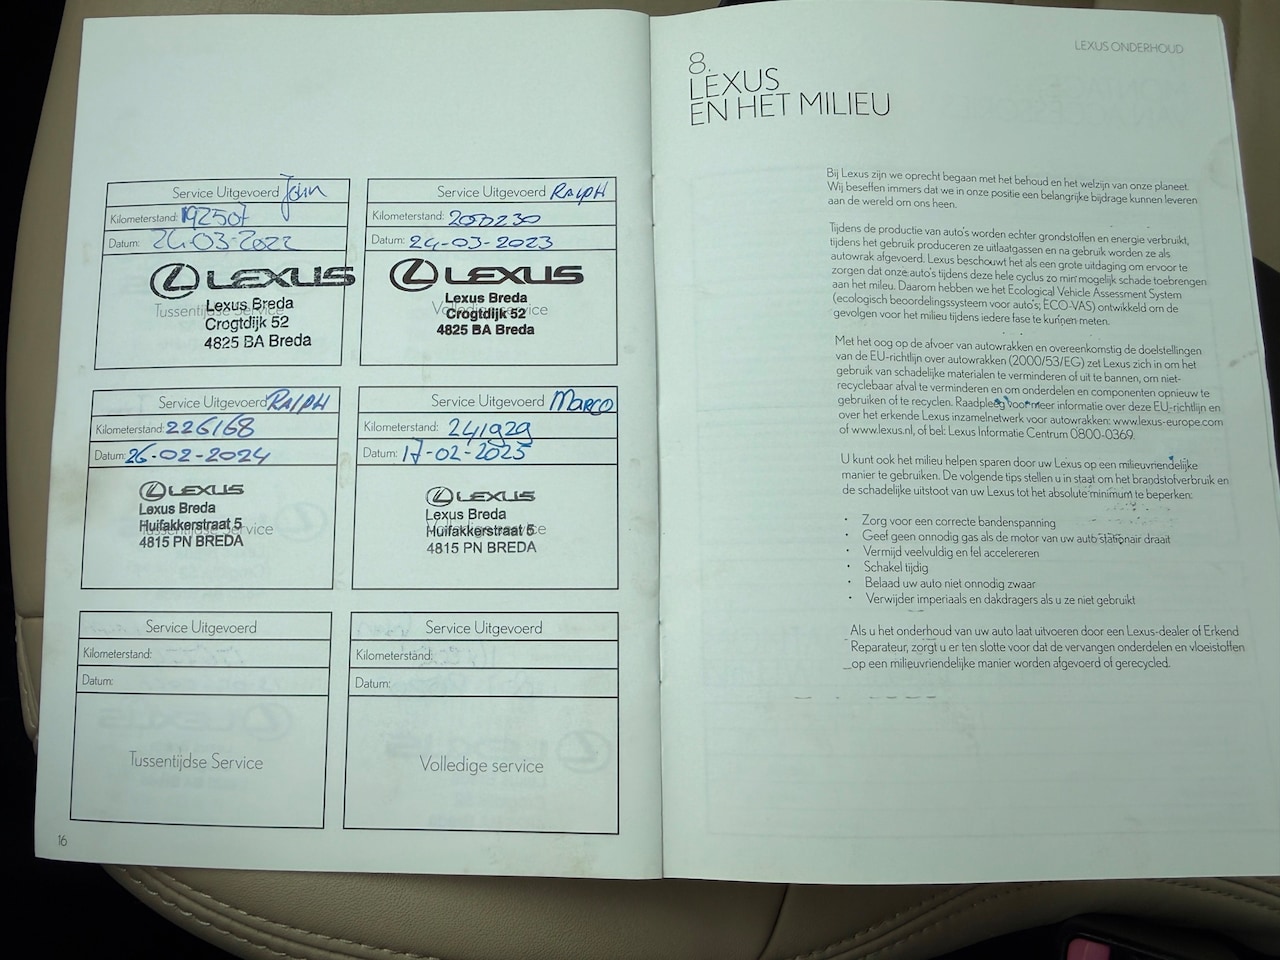 Service Uitgevoerd John
Kilometerstand: 192507
Datum: 24-03-2022
LEXUS
Lexus Breda
Tussentijdse Service
Crogtdijk 52
4825 BA Breda
Service Uitgevoerd RALPH
Kilometerstand:
Datum: 24-03-2023
LEXUS
Lexus Breda
Volledige service
Crogtdijk 52
4825 BA Breda
Service Uitgevoerd RALPH
Kilometerstand: 226168
Datum: 26-02-2024
LEXUS
Lexus Breda
Huifakkerstraat 5
Tussentijdse Service
4815 PN BREDA
Service Uitgevoerd MARCO
Kilometerstand: 241929
Datum: 17-02-2025
LEXUS
Lexus Breda
Huifakkerstraat 5
Volledige service
4815 PN BREDA
Service Uitgevoerd
Kilometerstand:
Datum:
Tussentijdse Service
Service Uitgevoerd
Kilometerstand:
Datum:
Volledige service
16
LEXUS ONDERHOUD
8.
LEXUS
EN HET MILIEU
Bij Lexus zijn we oprecht begaan met het behoud en het welzijn van onze planeet.
Wij beseffen immers dat we in onze positie een belangrijke bijdrage kunnen leveren
aan de wereld om ons heen.
Tijdens de productie van auto's worden echter grondstoffen en energie verbruikt,
tijdens het gebruik produceren ze uitlaatgassen en na gebruik worden ze als
autowrak afgevoerd. Lexus beschouwt het als een grote uitdaging om ervoor te
zorgen dat onze auto's tijdens deze hele cyclus zo min mogelijk schade toebrengen
aan het milieu. Daarom hebben we het Ecological Vehicle Assessment System
(ecologisch beoordelingssysteem voor auto's; ECO-VAS) ontwikkeld om de
gevolgen voor het milieu tijdens iedere fase te kunnen meten.
Met het oog op de afvoer van autowrakken en overeenkomstig de doelstellingen
van de EU-richtlijn over autowrakken (2000/53/EG) zet Lexus zich in om het
gebruik van schadelijke materialen te verminderen of uit te bannen, om niet-
recyclebaar afval te verminderen en om onderdelen en componenten opnieuw te
gebruiken of te recyclen. Raadpleeg voor meer informatie over deze EU-richtlijn en
over het erkende Lexus inzamelnetwerk voor autowrakken: www.lexus-europe.com
of www.lexus.nl, of bel: Lexus Informatie Centrum 0800-0369.
U kunt ook het milieu helpen sparen door uw Lexus op een milieuvriendelijke
manier te gebruiken. De volgende tips stellen u in staat om het brandstofverbruik en
de schadelijke uitstoot van uw Lexus tot het absolute minimum te beperken:
• Zorg voor een correcte bandenspanning
• Geef geen onnodig gas als de motor van uw auto stationair draait
• Vermijd veelvuldig en fel accelereren
• Schakel tijdig
• Belaad uw auto niet onnodig zwaar
• Verwijder imperiaals en dakdragers als u ze niet gebruikt
Als u het onderhoud van uw auto laat uitvoeren door een Lexus-dealer of Erkend
Reparateur, zorgt u er ten slotte voor dat de vervangen onderdelen en vloeistoffen
op een milieuvriendelijke manier worden afgevoerd of gerecycled.